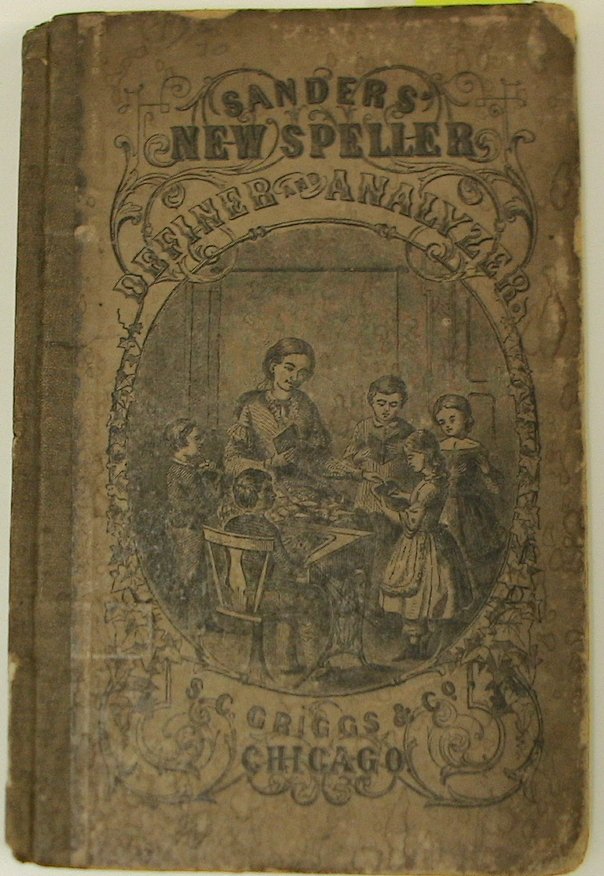 SANDERS'
NEW SPELLER
DEFINER AND ANALYZER
S. C. GRIGGS & Co
CHICAGO